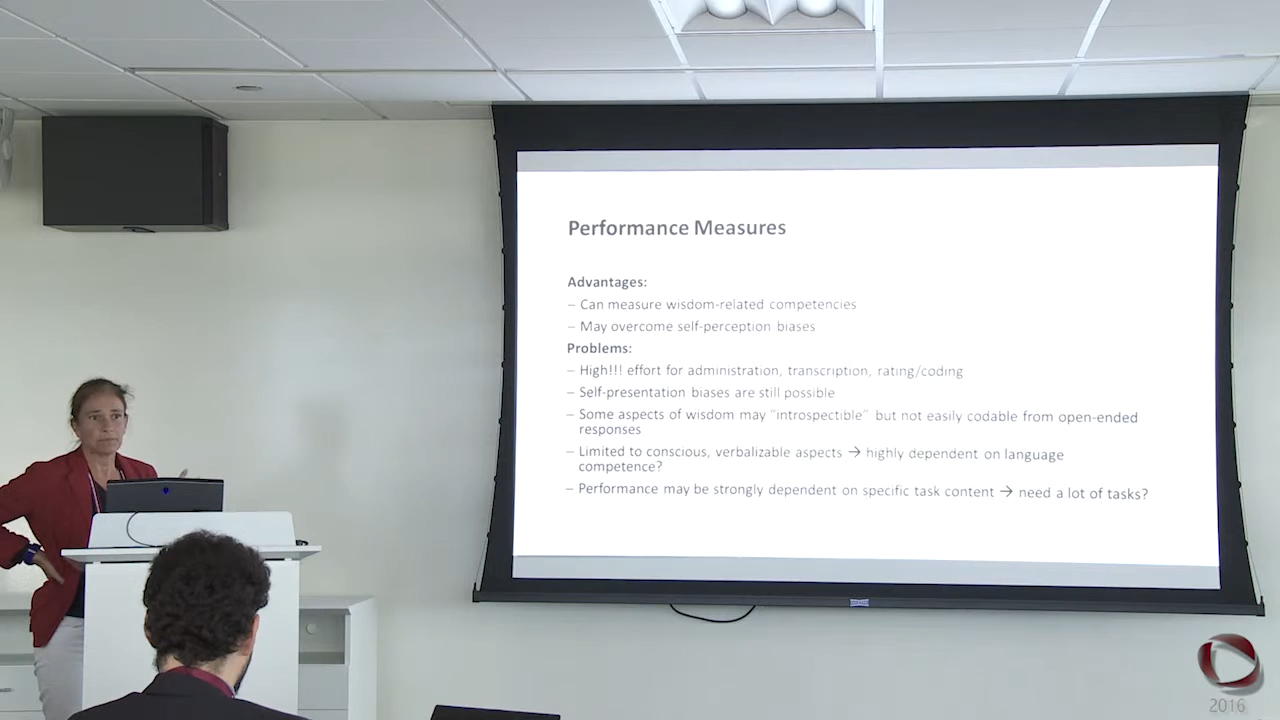 Performance Measures
Advantages:
– Can measure wisdom-related competencies
– May overcome self-perception biases
Problems:
– High!!! effort for administration, transcription, rating/coding
– Self-presentation biases are still possible
– Some aspects of wisdom may "introspectible" but not easily codable from open-ended
responses
– Limited to conscious, verbalizable aspects → highly dependent on language
competence?
– Performance may be strongly dependent on specific task content → need a lot of tasks?
2016